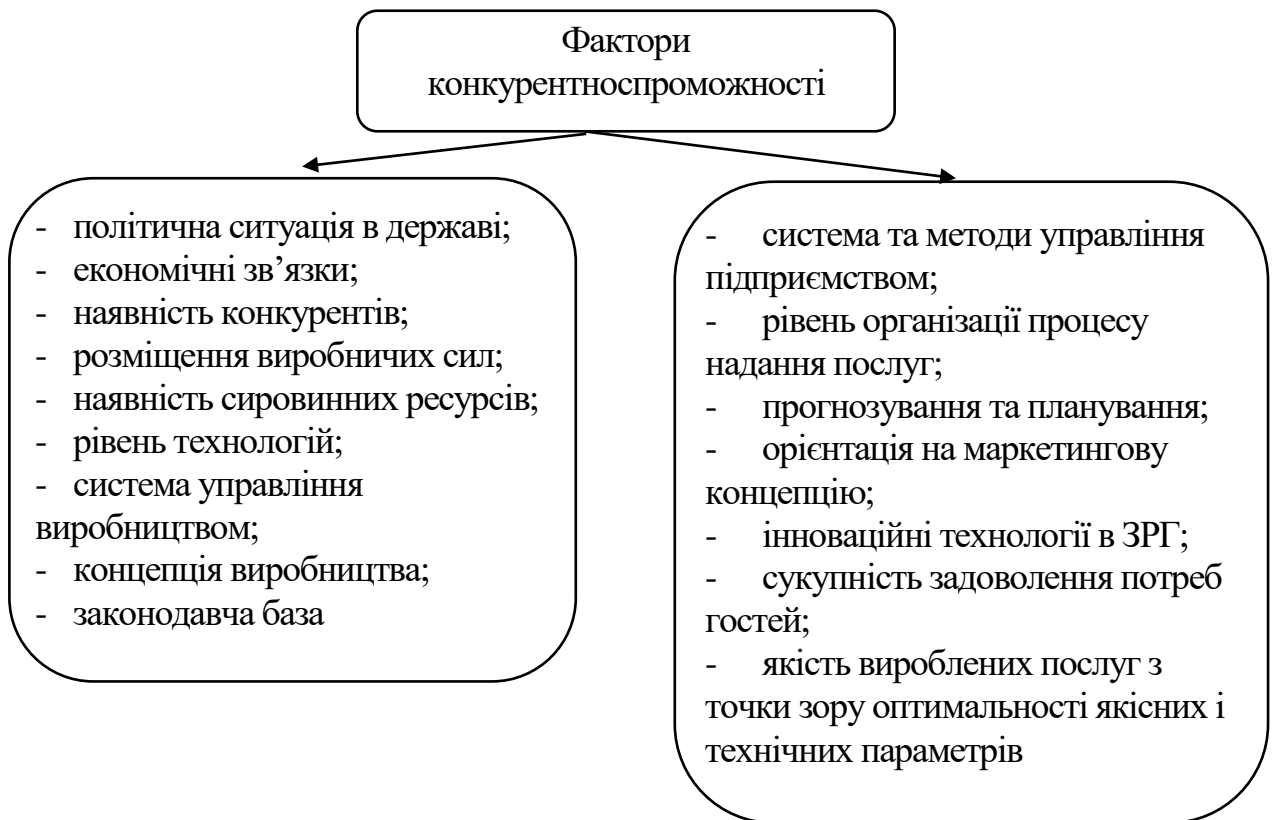 Фактори
конкурентноспроможності
- політична ситуація в державі;
- економічні зв’язки;
- наявність конкурентів;
- розміщення виробничих сил;
- наявність сировинних ресурсів;
- рівень технологій;
- система управління
виробництвом;
- концепція виробництва;
- законодавча база
- система та методи управління
підприємством;
- рівень організації процесу
надання послуг;
- прогнозування та планування;
- орієнтація на маркетингову
концепцію;
- інноваційні технології в ЗРГ;
- сукупність задоволення потреб
гостей;
- якість вироблених послуг з
точки зору оптимальності якісних і
технічних параметрів